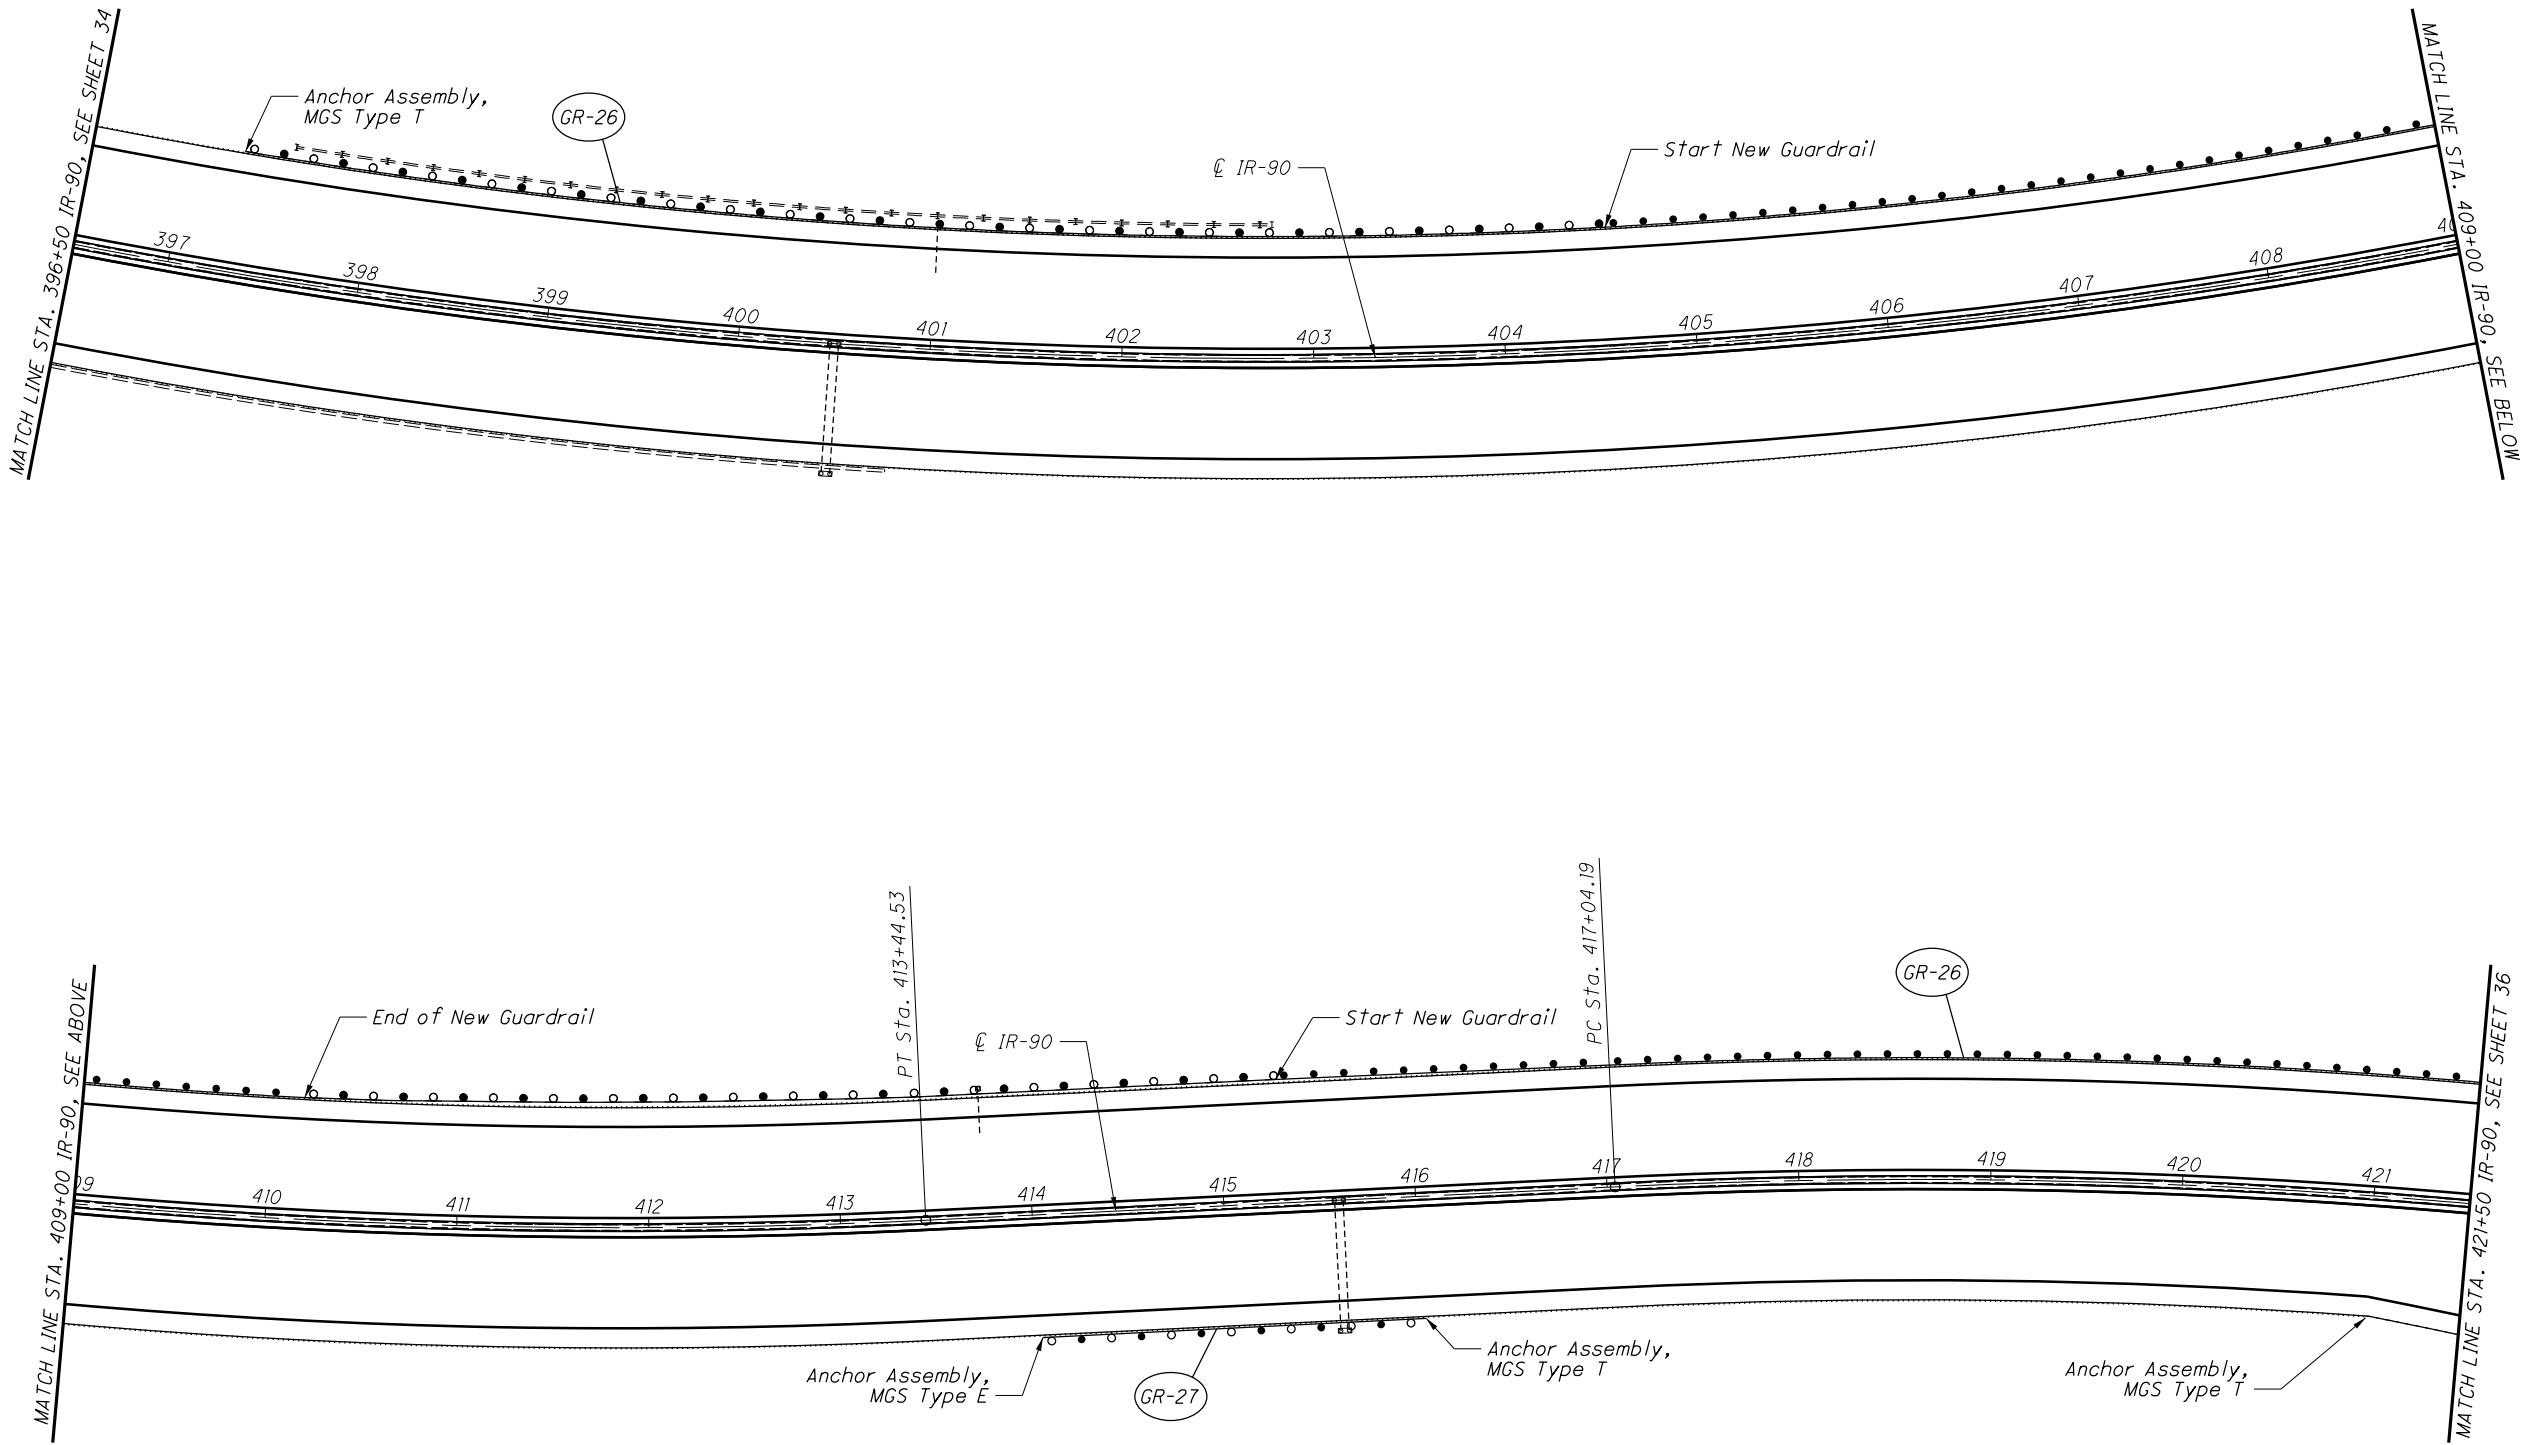 MATCH LINE STA. 396+50 IR-90, SEE SHEET 34
Anchor Assembly,
MGS Type T
GR-26
℄ IR-90
Start New Guardrail
MATCH LINE STA. 409+00 IR-90, SEE BELOW
397
398
399
400
401
402
403
404
405
406
407
408
40
MATCH LINE STA. 409+00 IR-90, SEE ABOVE
End of New Guardrail
PT Sta. 413+44.53
℄ IR-90
Start New Guardrail
PC Sta. 417+04.19
GR-26
MATCH LINE STA. 421+50 IR-90, SEE SHEET 36
09
410
411
412
413
414
415
416
417
418
419
420
421
Anchor Assembly,
MGS Type E
GR-27
Anchor Assembly,
MGS Type T
Anchor Assembly,
MGS Type T